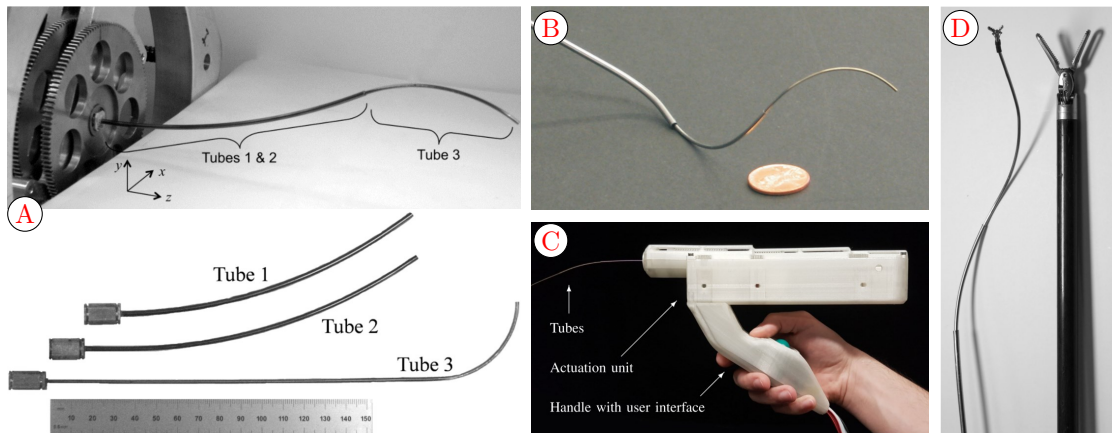 Tubes 1 & 2
Tube 3
y
x
z
A
Tube 1
Tube 2
Tube 3
10 20 30 40 50 60 70 80 90 100 110 120 130 140 150
B
C
Tubes
Actuation unit
Handle with user interface
D